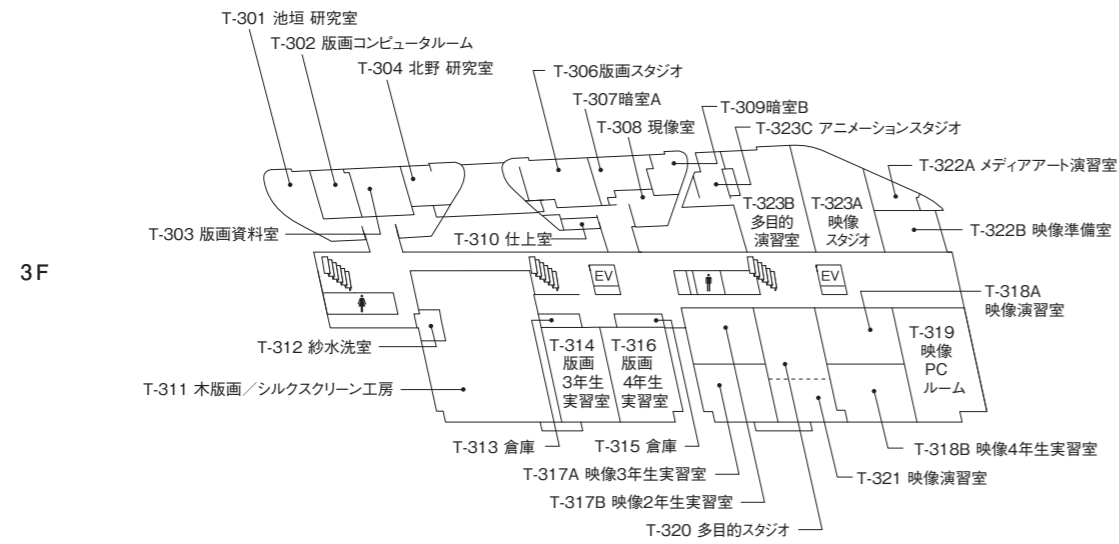 T-301 池垣 研究室
T-302 版画コンピュータルーム
T-304 北野 研究室
T-306版画スタジオ
T-307暗室A
T-308 現像室
T-309暗室B
T-323C アニメーションスタジオ
T-322A メディアアート演習室
T-303 版画資料室
T-310 仕上室
T-323B
多目的
演習室
T-323A
映像
スタジオ
T-322B 映像準備室
3F
EV
EV
T-318A
映像演習室
T-312 紗水洗室
T-311 木版画／シルクスクリーン工房
T-314
版画
3年生
実習室
T-316
版画
4年生
実習室
T-319
映像
PC
ルーム
T-313 倉庫
T-315 倉庫
T-318B 映像4年生実習室
T-317A 映像3年生実習室
T-321 映像演習室
T-317B 映像2年生実習室
T-320 多目的スタジオ